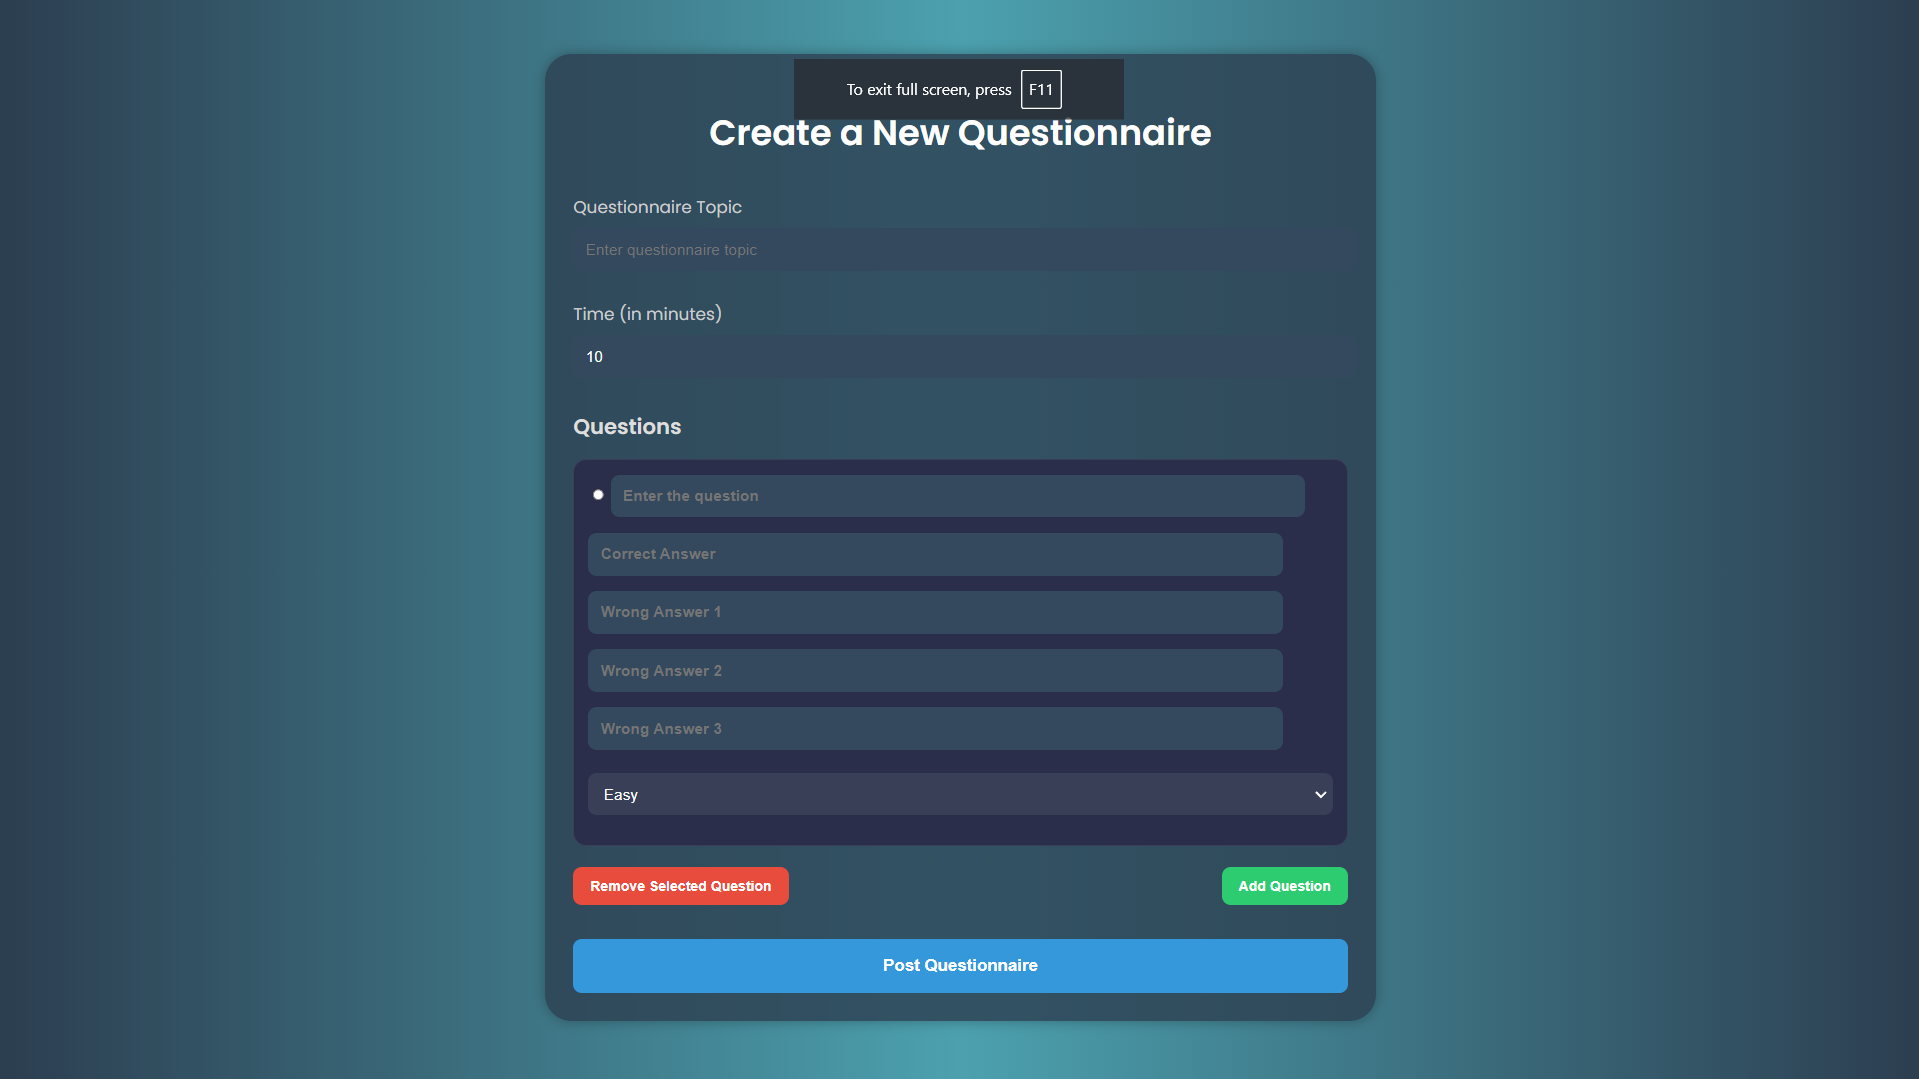 To exit full screen, press F11
Create a New Questionnaire
Questionnaire Topic
Enter questionnaire topic
Time (in minutes)
10
Questions
Enter the question
Correct Answer
Wrong Answer 1
Wrong Answer 2
Wrong Answer 3
Easy
Remove Selected Question
Add Question
Post Questionnaire